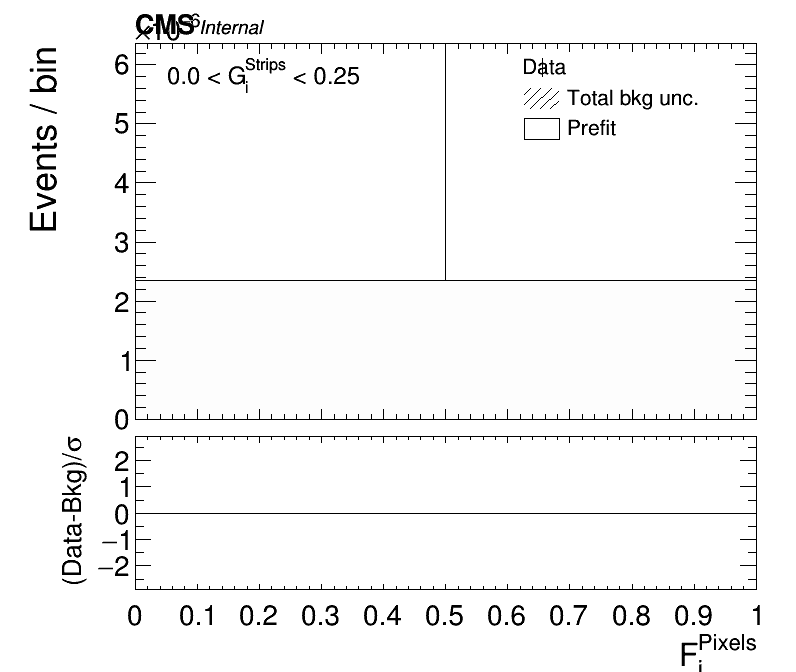 CMS Internal
×10⁻⁶
Events / bin
0.0 < G_i^Strips < 0.25
Data
Total bkg unc.
Prefit
6
5
4
3
2
1
0
(Data-Bkg)/σ
2
1
0
−1
−2
0 0.1 0.2 0.3 0.4 0.5 0.6 0.7 0.8 0.9 1
F_i^Pixels